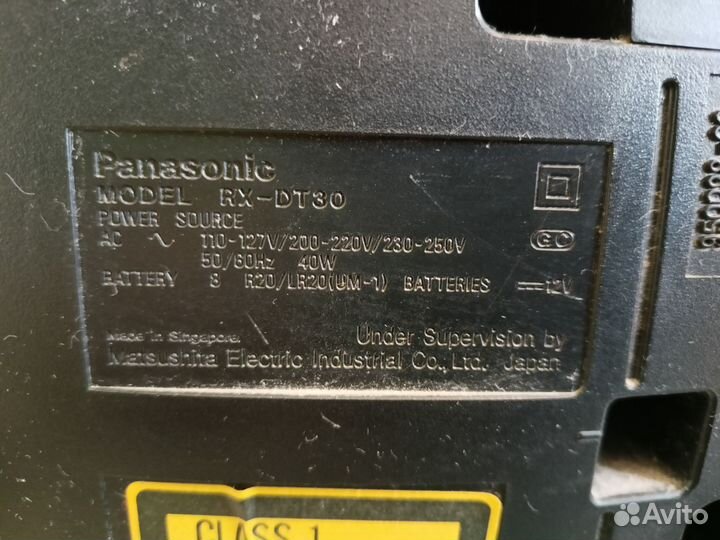 Panasonic
MODEL RX-DT30
POWER SOURCE
AC ∿ 110-127V/200-220V/230-250V
50/60Hz 40W
BATTERY 8 R20/LR20(UM-1) BATTERIES 12V
Made in Singapore.
Under Supervision by
Matsushita Electric Industrial Co., Ltd. Japan
CLASS 1
Avito